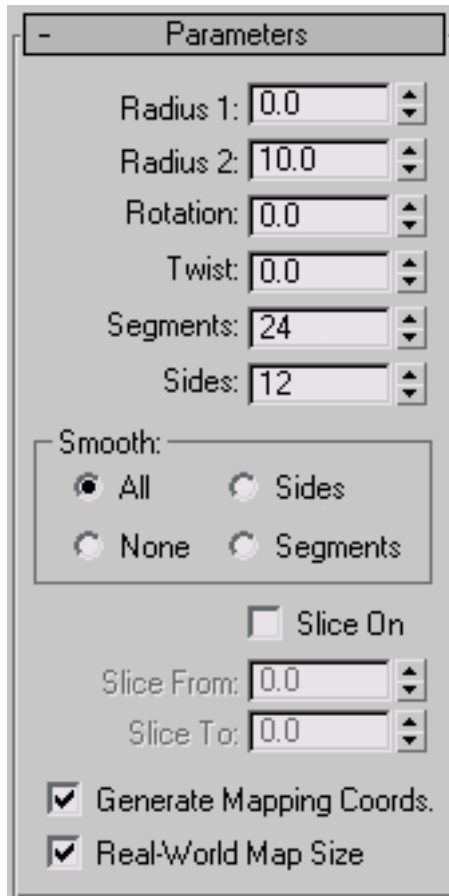 - Parameters
Radius 1: 0.0
Radius 2: 10.0
Rotation: 0.0
Twist: 0.0
Segments: 24
Sides: 12
Smooth:
All Sides
None Segments
Slice On
Slice From: 0.0
Slice To: 0.0
Generate Mapping Coords.
Real-World Map Size